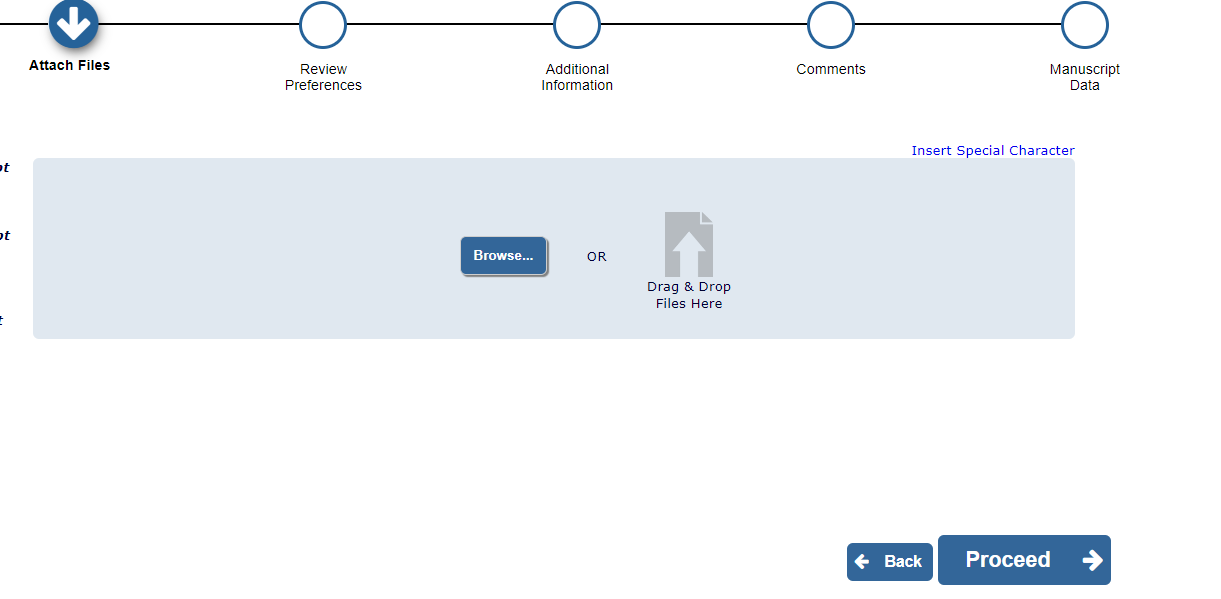 Attach Files
Review
Preferences
Additional
Information
Comments
Manuscript
Data
Insert Special Character
Browse...
OR
Drag & Drop
Files Here
Back
Proceed